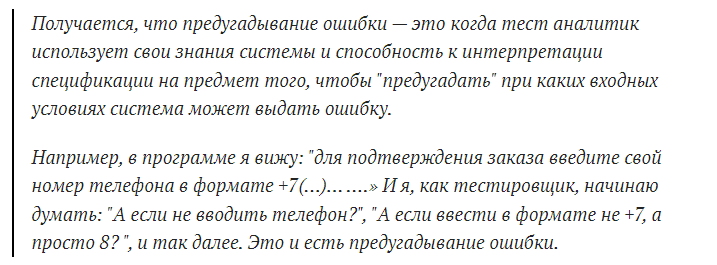 Получается, что предугадывание ошибки — это когда тест аналитик
использует свои знания системы и способность к интерпретации
спецификации на предмет того, чтобы "предугадать" при каких входных
условиях система может выдать ошибку.
Например, в программе я вижу: "для подтверждения заказа введите свой
номер телефона в формате +7(…)… ….» И я, как тестировщик, начинаю
думать: "А если не вводить телефон?", "А если ввести в формате не +7, а
просто 8? ", и так далее. Это и есть предугадывание ошибки.